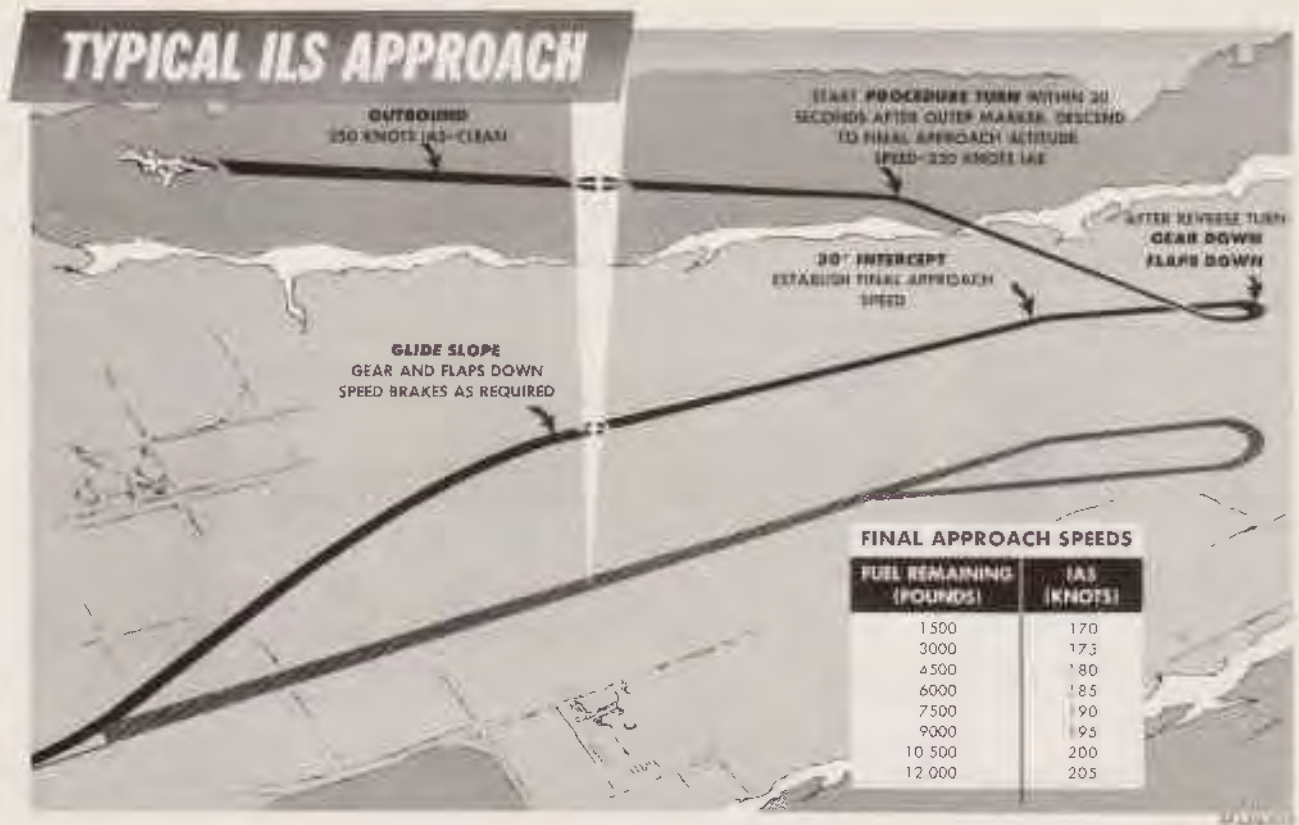 TYPICAL ILS APPROACH
OUTBOUND
250 KNOTS IAS-CLEAN
START PROCEDURE TURN WITHIN 20
SECONDS AFTER OUTER MARKER. DESCEND
TO FINAL APPROACH ALTITUDE
SPEED-220 KNOTS IAS
AFTER REVERSE TURN
GEAR DOWN
FLAPS DOWN
30° INTERCEPT
ESTABLISH FINAL APPROACH
SPEED
GLIDE SLOPE
GEAR AND FLAPS DOWN
SPEED BRAKES AS REQUIRED
FINAL APPROACH SPEEDS
FUEL REMAINING (POUNDS) IAS (KNOTS)
1500 170
3000 175
4500 180
6000 185
7500 190
9000 195
10 500 200
12 000 205